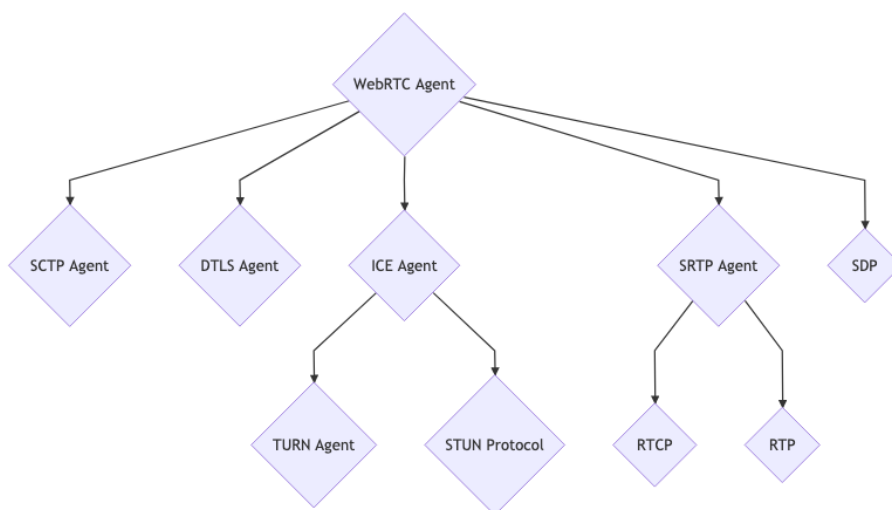 WebRTC Agent
SCTP Agent
DTLS Agent
ICE Agent
SRTP Agent
SDP
TURN Agent
STUN Protocol
RTCP
RTP